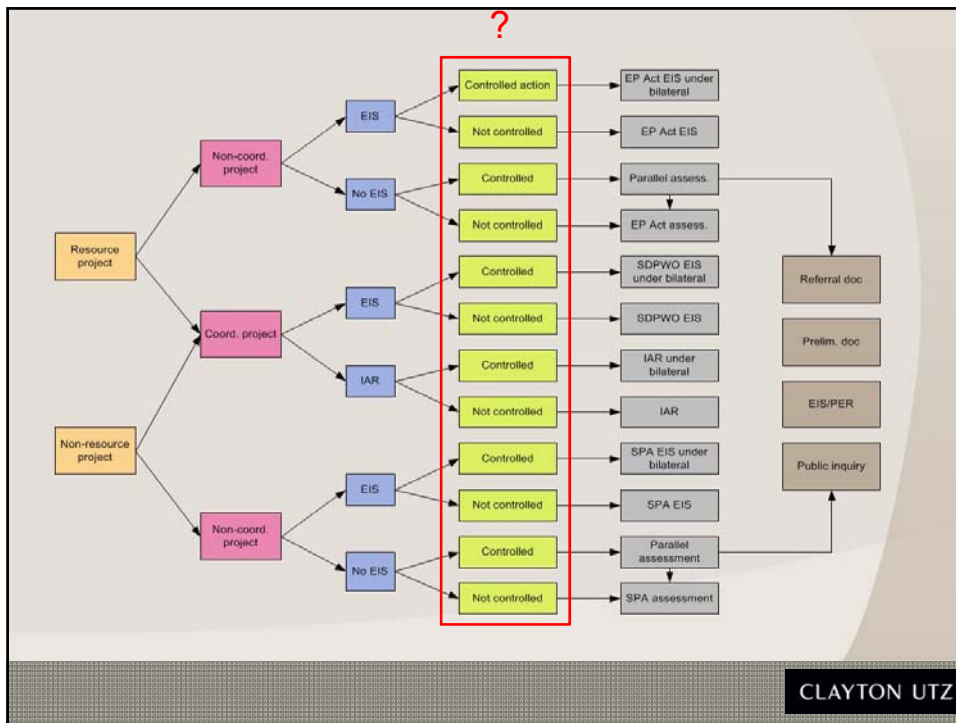 ?
Controlled action
EP Act EIS under
bilateral
EIS
Not controlled
EP Act EIS
Non-coord.
project
Controlled
Parallel assess.
No EIS
Not controlled
EP Act assess.
Resource
project
Controlled
SDPWO EIS
under bilateral
Referral doc
EIS
Not controlled
SDPWO EIS
Coord. project
Prelim. doc
Controlled
IAR under
bilateral
IAR
Not controlled
IAR
EIS/PER
Non-resource
project
Controlled
SPA EIS under
bilateral
Public inquiry
EIS
Not controlled
SPA EIS
Non-coord.
project
Controlled
Parallel
assessment
No EIS
Not controlled
SPA assessment
CLAYTON UTZ